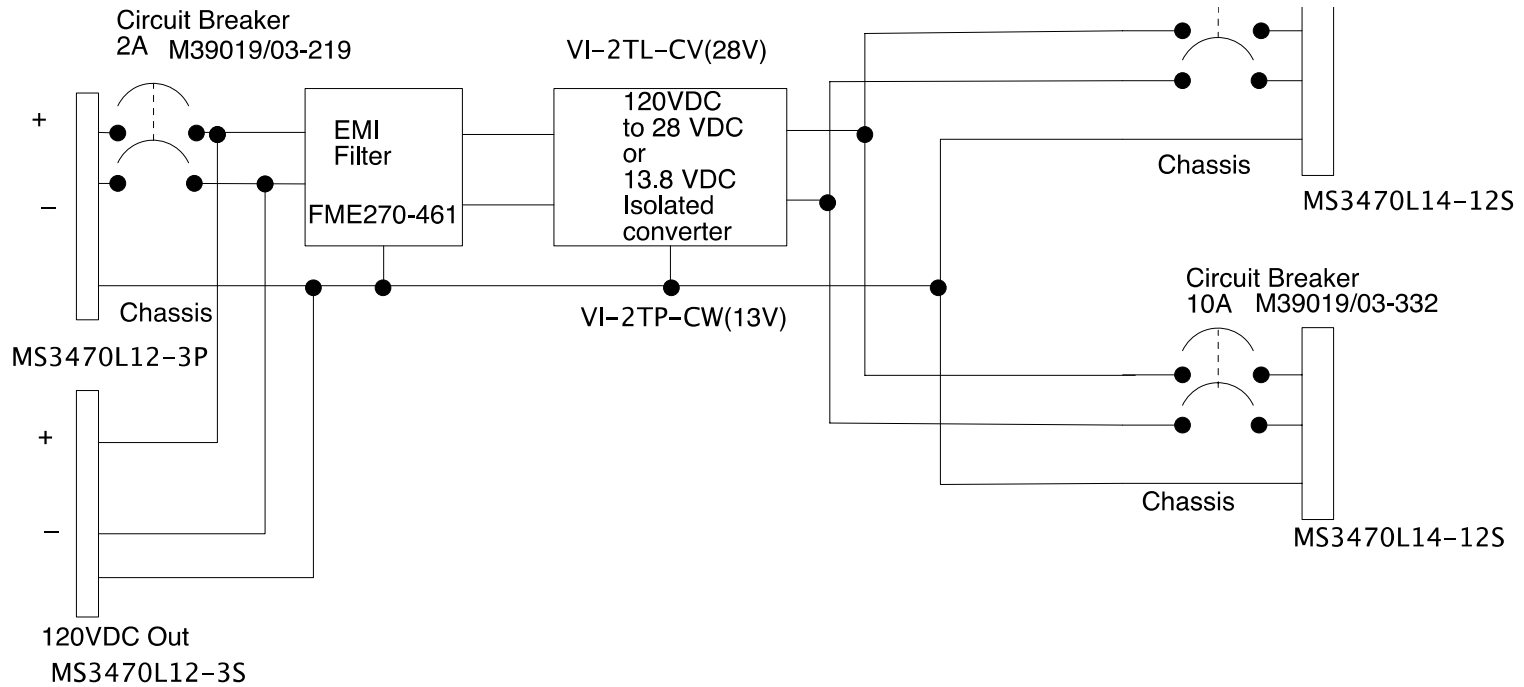 Circuit Breaker
2A M39019/03-219
VI-2TL-CV(28V)
+
–
EMI
Filter
FME270-461
120VDC
to 28 VDC
or
13.8 VDC
Isolated
converter
Chassis
MS3470L14-12S
Chassis
MS3470L12-3P
VI-2TP-CW(13V)
Circuit Breaker
10A M39019/03-332
Chassis
MS3470L14-12S
+
–
120VDC Out
MS3470L12-3S